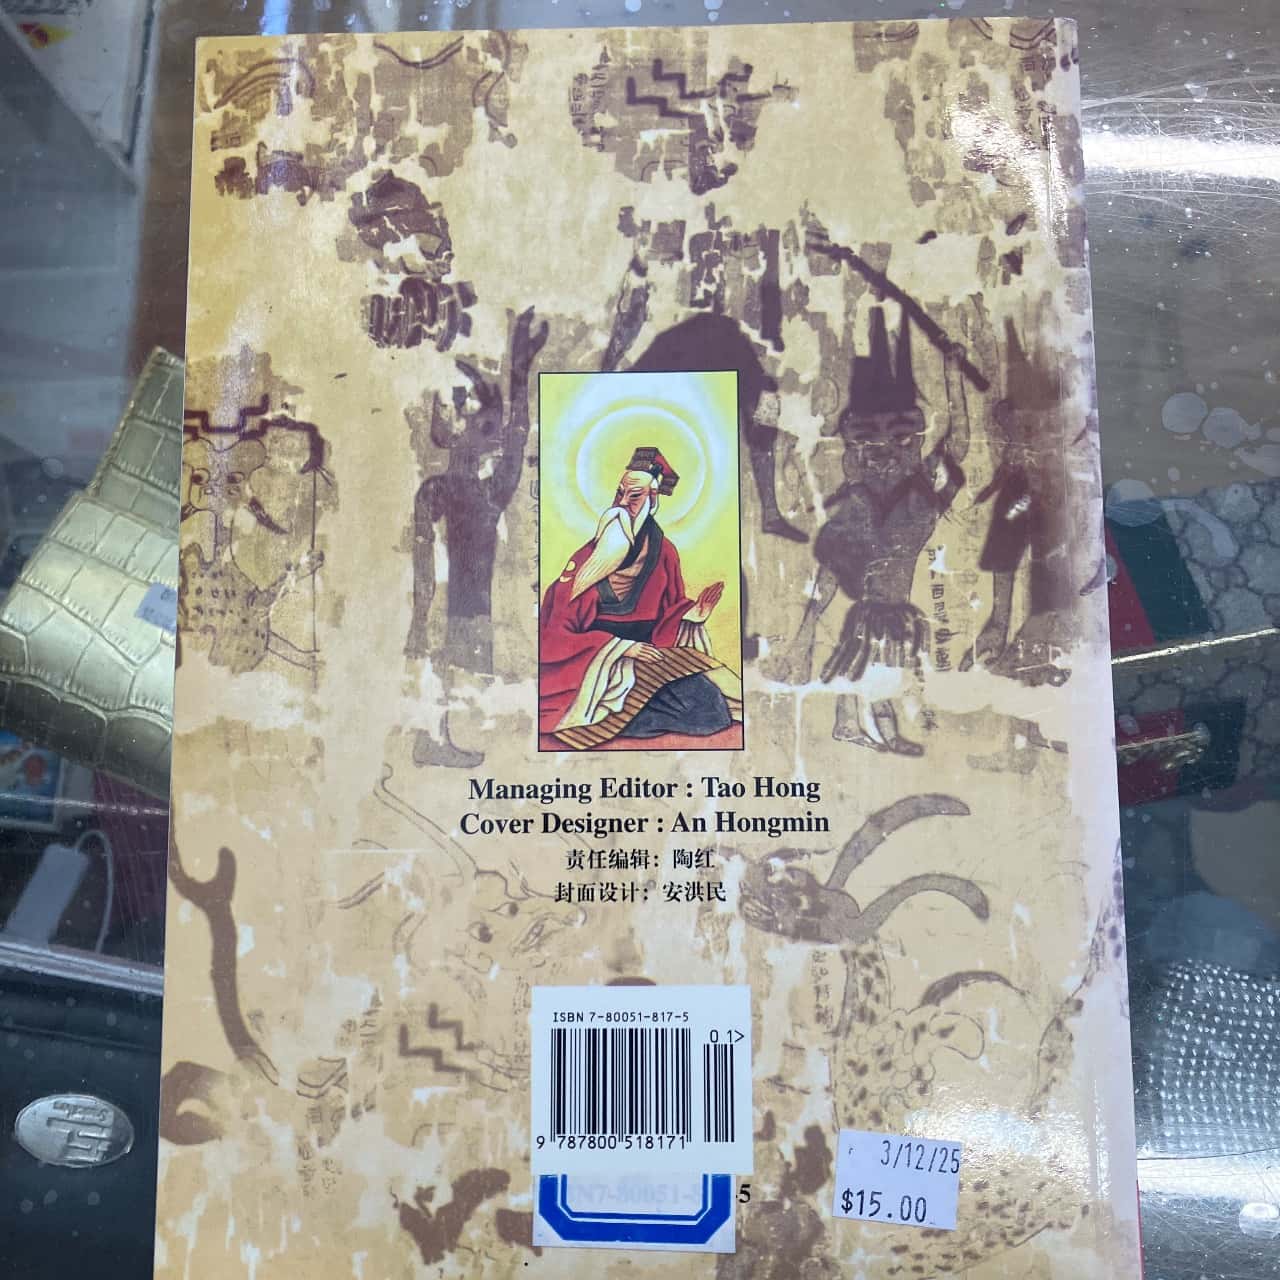 Managing Editor : Tao Hong
Cover Designer : An Hongmin
责任编辑：陶红
封面设计：安洪民
ISBN 7-80051-817-5
01>
9 787800 518171
-5
3/12/25
$15.00